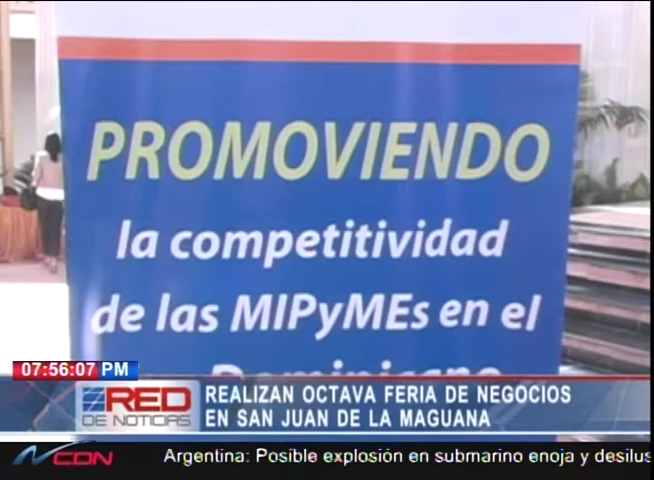 PROMOVIENDO
la competitividad
de las MIPyMEs en el
Dominicano
07:56:07 PM
RED
DE NOTICIAS
REALIZAN OCTAVA FERIA DE NEGOCIOS
EN SAN JUAN DE LA MAGUANA
CDN
Argentina: Posible explosión en submarino enoja y desilus